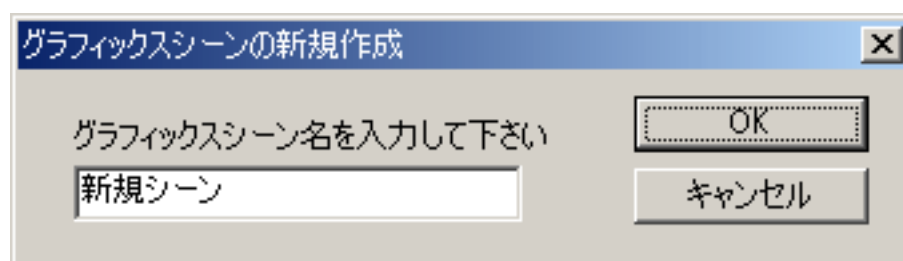 グラフィックスシーンの新規作成
グラフィックスシーン名を入力して下さい
新規シーン
OK
キャンセル